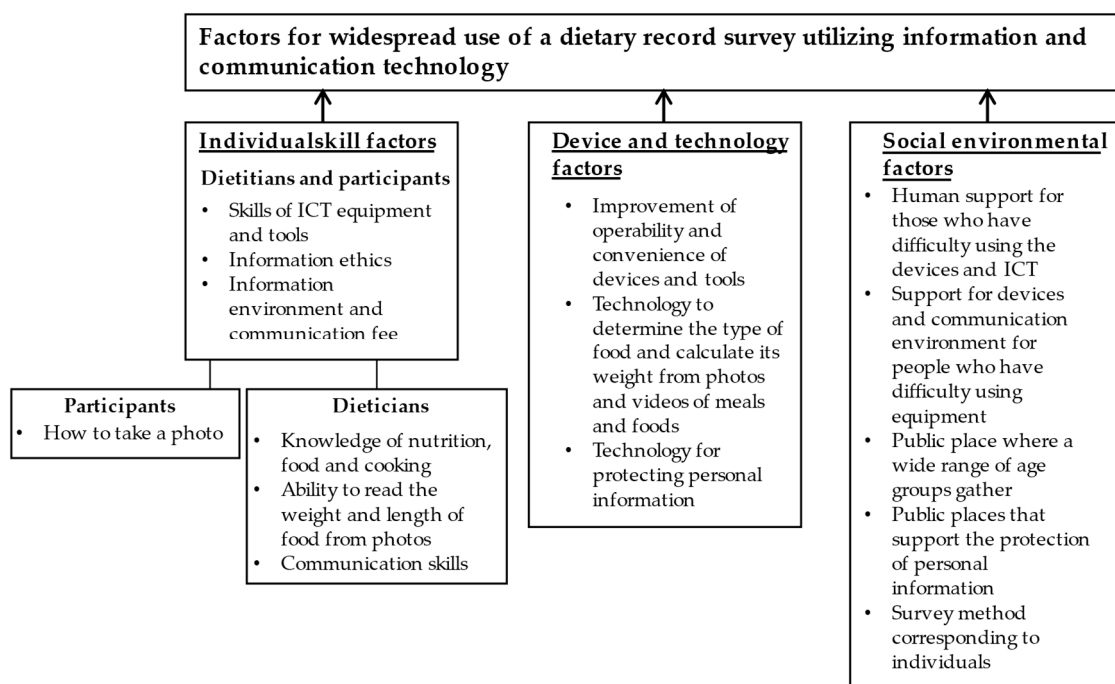 Factors for widespread use of a dietary record survey utilizing information and
communication technology
Individualskill factors
Dietitians and participants
• Skills of ICT equipment
and tools
• Information ethics
• Information
environment and
communication fee
Participants
• How to take a photo
Dieticians
• Knowledge of nutrition,
food and cooking
• Ability to read the
weight and length of
food from photos
• Communication skills
Device and technology
factors
• Improvement of
operability and
convenience of
devices and tools
• Technology to
determine the type of
food and calculate its
weight from photos
and videos of meals
and foods
• Technology for
protecting personal
information
Social environmental
factors
• Human support for
those who have
difficulty using the
devices and ICT
• Support for devices
and communication
environment for
people who have
difficulty using
equipment
• Public place where a
wide range of age
groups gather
• Public places that
support the protection
of personal
information
• Survey method
corresponding to
individuals